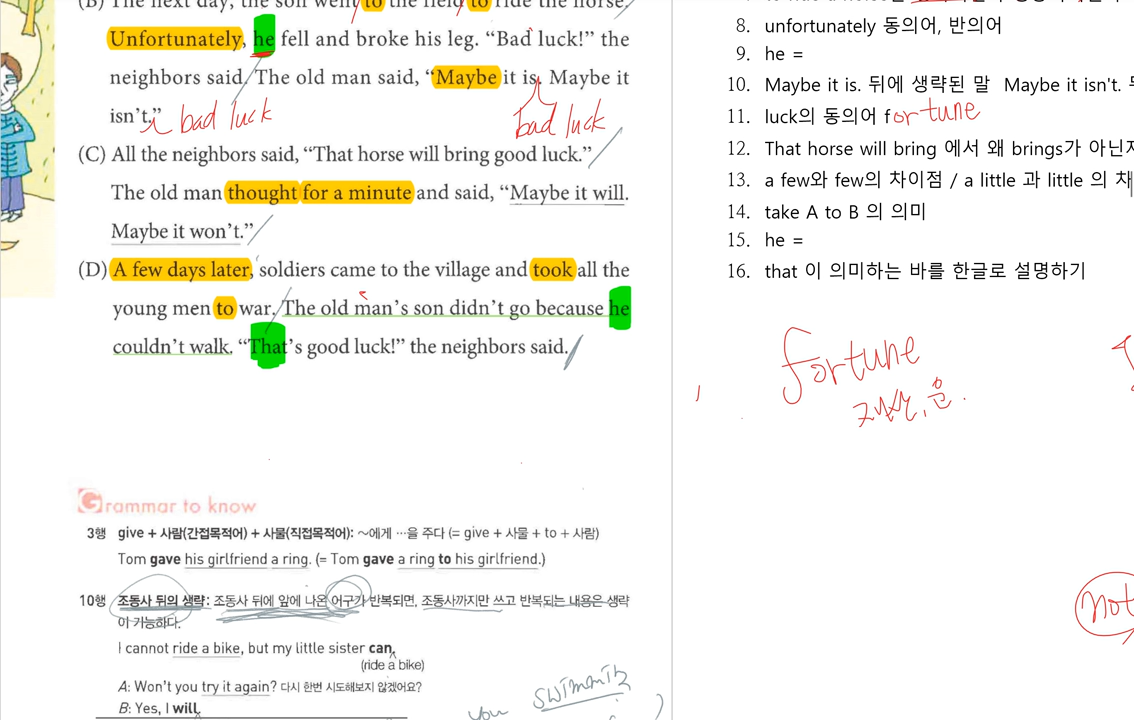 (B) The next day, the son went to the field to ride the horse.
Unfortunately, he fell and broke his leg. “Bad luck!” the
neighbors said. The old man said, “Maybe it is. Maybe it
isn’t.”
bad luck
bad luck
(C) All the neighbors said, “That horse will bring good luck.”
The old man thought for a minute and said, “Maybe it will.
Maybe it won’t.”
(D) A few days later, soldiers came to the village and took all the
young men to war. The old man’s son didn’t go because he
couldn’t walk. “That’s good luck!” the neighbors said.
Grammar to know
3행 give + 사람(간접목적어) + 사물(직접목적어): ~에게 …을 주다 (= give + 사물 + to + 사람)
Tom gave his girlfriend a ring. (= Tom gave a ring to his girlfriend.)
10행 조동사 뒤의 생략: 조동사 뒤에 앞에 나온 어구가 반복되면, 조동사까지만 쓰고 반복되는 내용은 생략
이 가능하다.
I cannot ride a bike, but my little sister can.
(ride a bike)
A: Won’t you try it again? 다시 한번 시도해보지 않겠어요?
B: Yes, I will.
you
8. unfortunately 동의어, 반의어
9. he =
10. Maybe it is. 뒤에 생략된 말 Maybe it isn't.
11. luck의 동의어 fortune
12. That horse will bring 에서 왜 brings가 아닌지
13. a few와 few의 차이점 / a little 과 little 의 차
14. take A to B 의 의미
15. he =
16. that 이 의미하는 바를 한글로 설명하기
fortune
재산, 운.
not